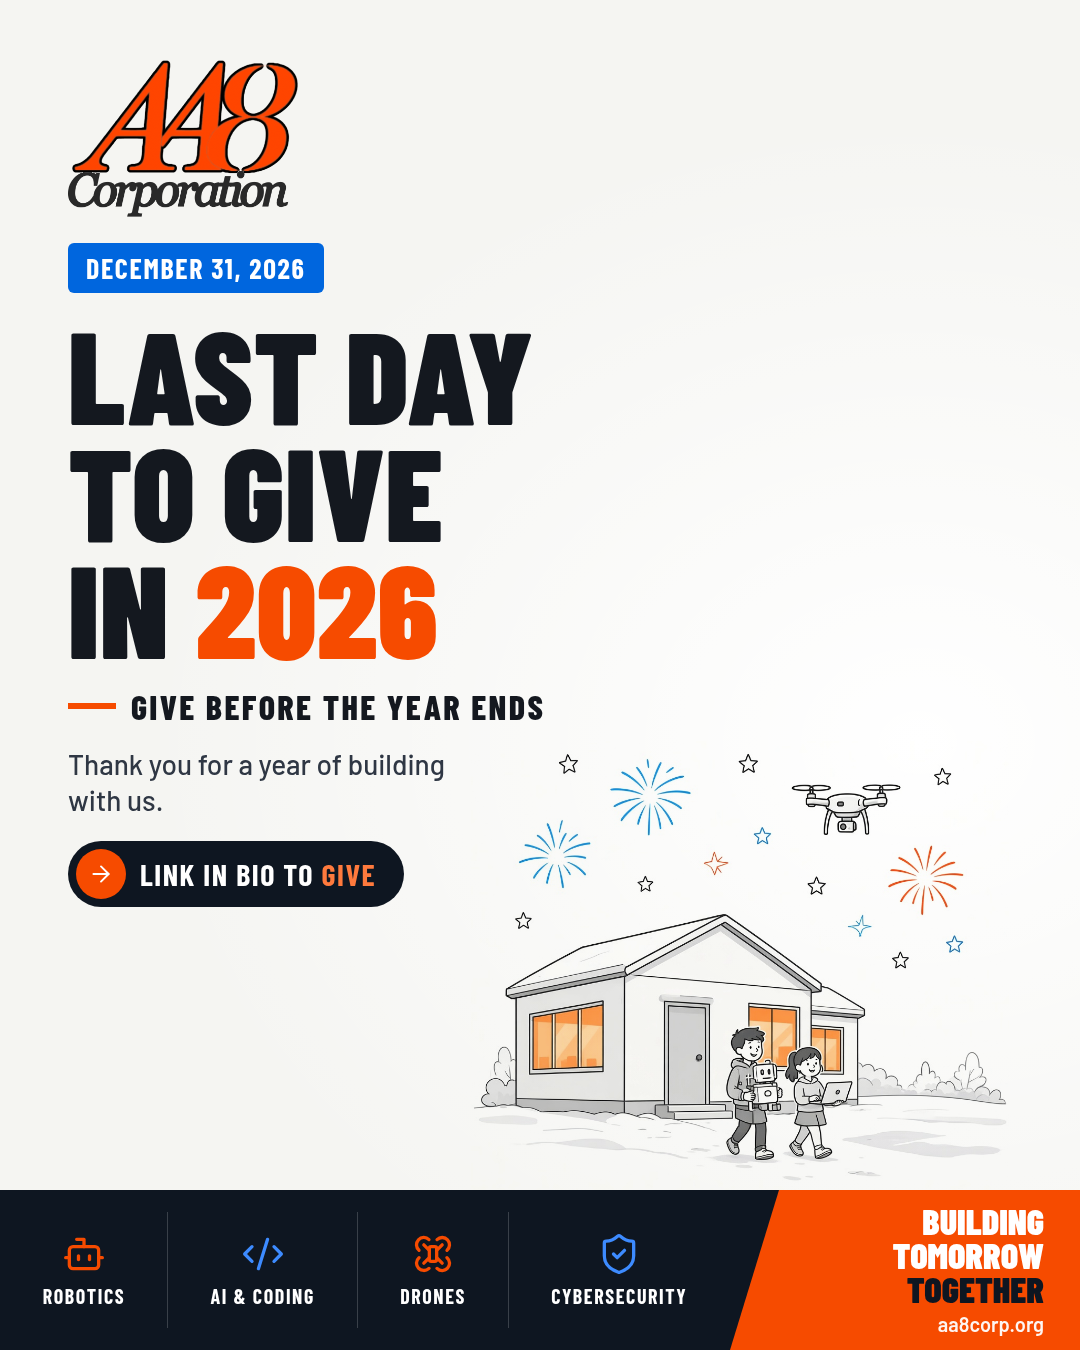 AA8
Corporation
DECEMBER 31, 2026
LAST DAY
TO GIVE
IN 2026
GIVE BEFORE THE YEAR ENDS
Thank you for a year of building
with us.
LINK IN BIO TO GIVE
ROBOTICS
AI & CODING
DRONES
CYBERSECURITY
BUILDING
TOMORROW
TOGETHER
aa8corp.org